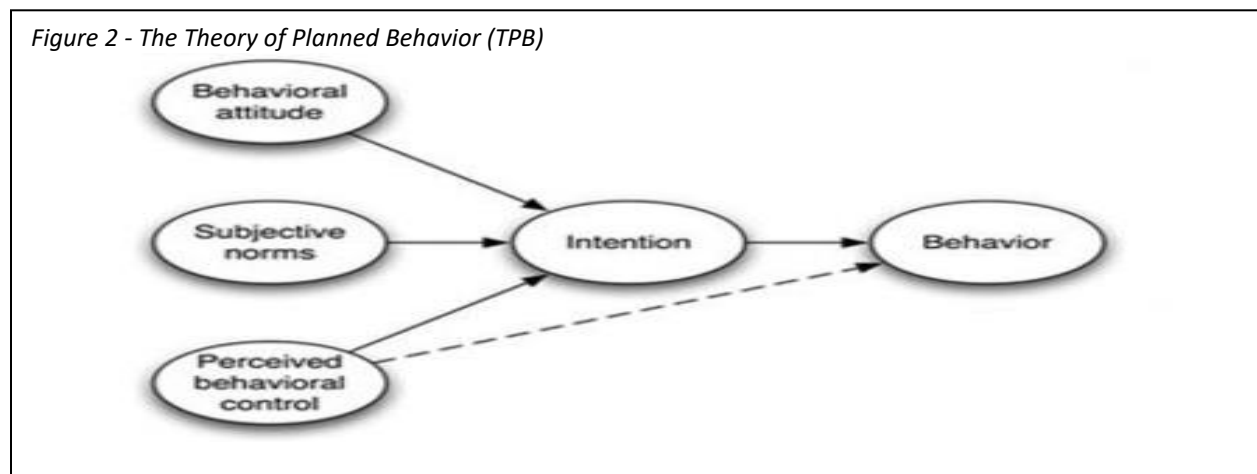 Figure 2 - The Theory of Planned Behavior (TPB)
Behavioral
attitude
Subjective
norms
Intention
Behavior
Perceived
behavioral
control